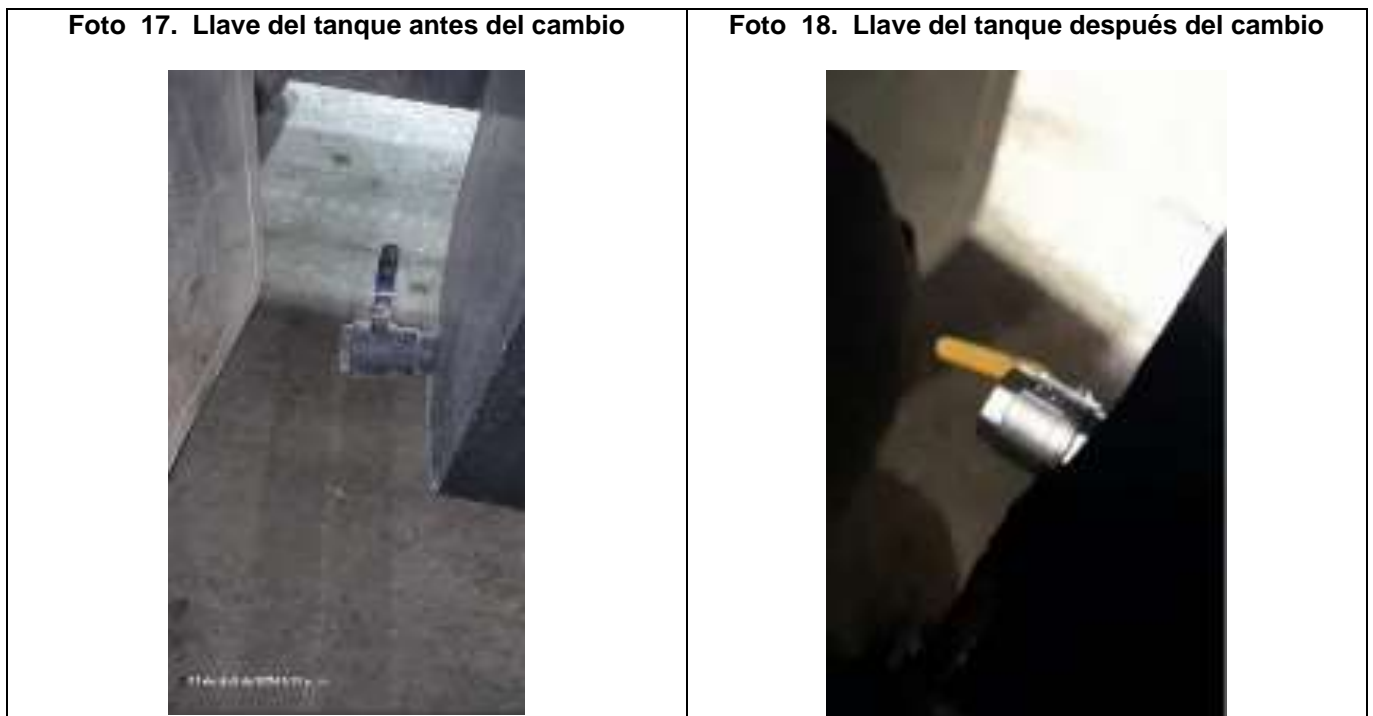 Foto 17. Llave del tanque antes del cambio
Foto 18. Llave del tanque después del cambio